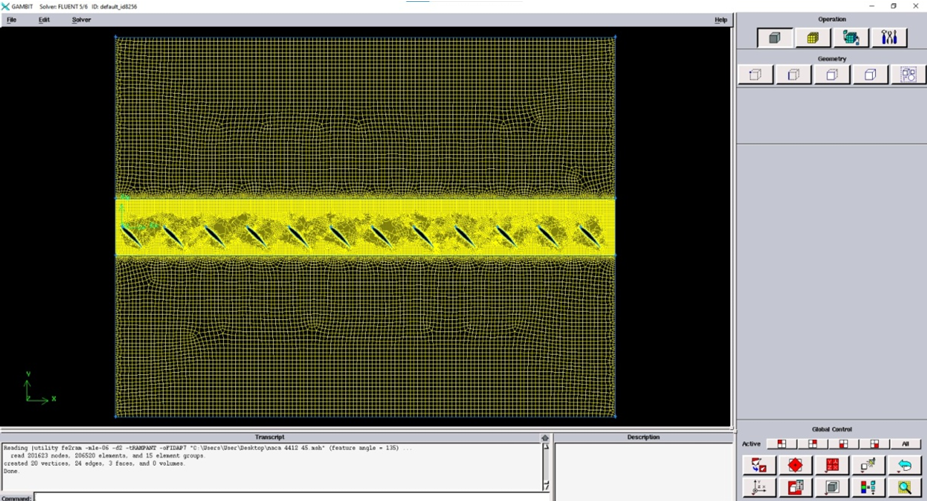 GAMBIT Solver: FLUENT 5/6 ID: default_id8256
File Edit Solver Help
Operation
Geometry
Y
X
Global Control
Active All
Transcript
Description
Reading jutility fe2ram -mls-06 -d2 -tRAMPANT -oFIDAP7 "C:\Users\User\Desktop\naca 4412 45.msh" (feature angle = 135) ...
read 201623 nodes, 206520 elements, and 15 element groups.
created 20 vertices, 24 edges, 3 faces, and 0 volumes.
Done.
Command: